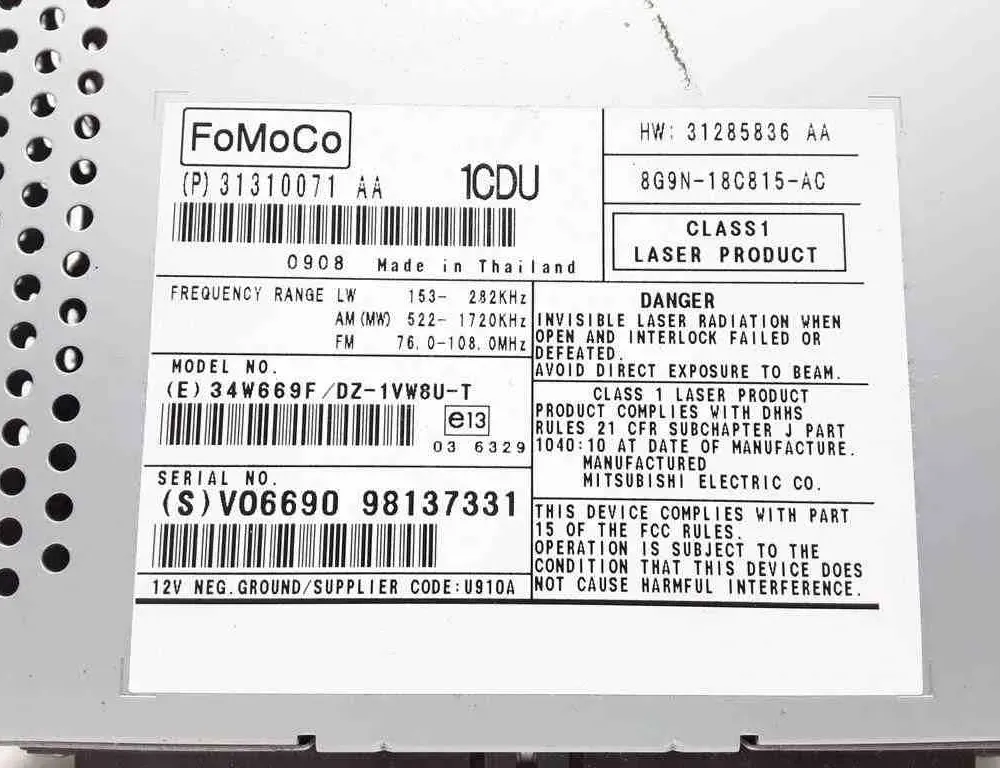 FoMoCo
(P) 31310071 AA 1CDU
0908 Made in Thailand
HW: 31285836 AA
8G9N-18C815-AC
CLASS1
LASER PRODUCT
FREQUENCY RANGE LW 153- 282KHz
AM (MW) 522- 1720KHz
FM 76.0-108.0MHz
MODEL NO.
(E) 34W669F/DZ-1VW8U-T
e13
03 6329
SERIAL NO.
(S) VO6690 98137331
12V NEG.GROUND/SUPPLIER CODE:U910A
DANGER
INVISIBLE LASER RADIATION WHEN
OPEN AND INTERLOCK FAILED OR
DEFEATED.
AVOID DIRECT EXPOSURE TO BEAM.
CLASS 1 LASER PRODUCT
PRODUCT COMPLIES WITH DHHS
RULES 21 CFR SUBCHAPTER J PART
1040:10 AT DATE OF MANUFACTURE.
MANUFACTURED
MITSUBISHI ELECTRIC CO.
THIS DEVICE COMPLIES WITH PART
15 OF THE FCC RULES.
OPERATION IS SUBJECT TO THE
CONDITION THAT THIS DEVICE DOES
NOT CAUSE HARMFUL INTERFERENCE.